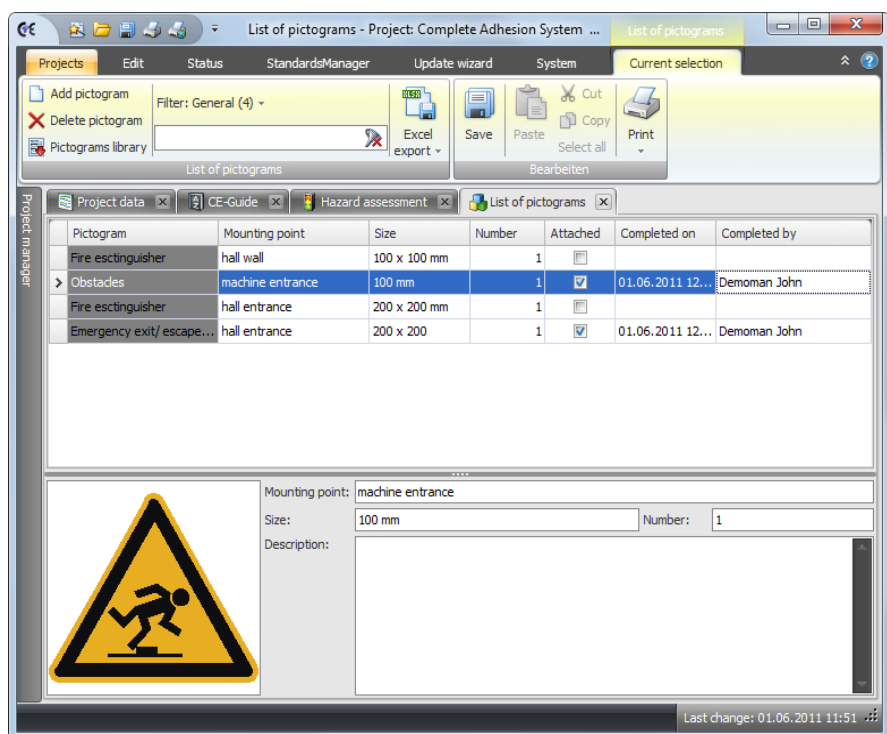 List of pictograms - Project: Complete Adhesion System ... List of pictograms
Projects Edit Status StandardsManager Update wizard System Current selection
Add pictogram
Delete pictogram
Pictograms library
Filter: General (4)
XLSX
Excel
export
List of pictograms
Save
Paste
Cut
Copy
Select all
Print
Bearbeiten
Project manager
Project data CE-Guide Hazard assessment List of pictograms
Pictogram Mounting point Size Number Attached Completed on Completed by
Fire esctinguisher hall wall 100 x 100 mm 1
Obstacles machine entrance 100 mm 1 01.06.2011 12... Demoman John
Fire esctinguisher hall entrance 200 x 200 mm 1
Emergency exit/ escape... hall entrance 200 x 200 1 01.06.2011 12... Demoman John
Mounting point: machine entrance
Size: 100 mm Number: 1
Description:
Last change: 01.06.2011 11:51